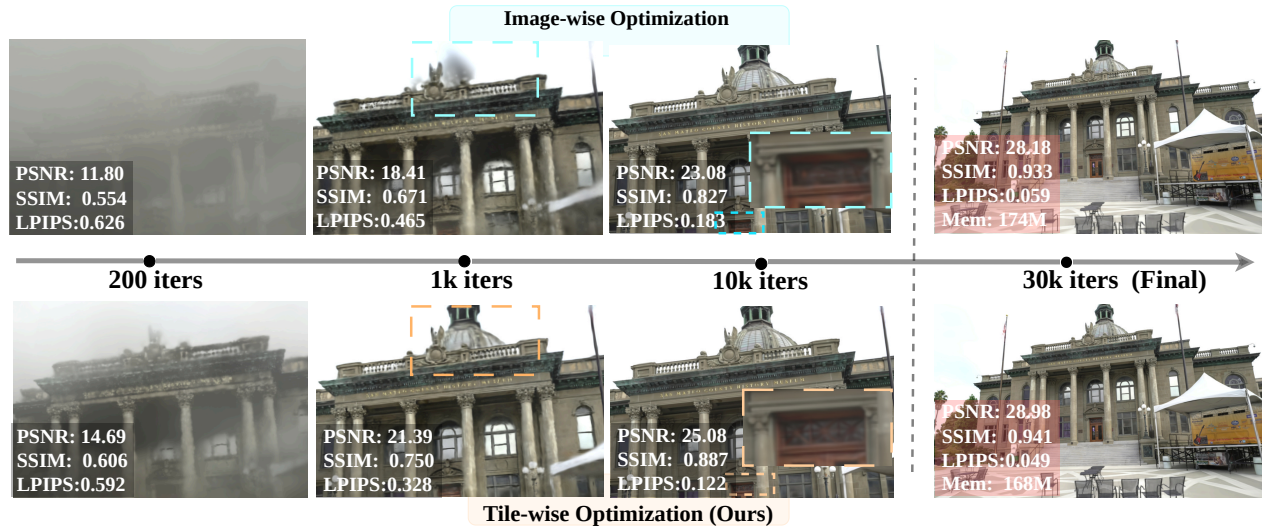 Image-wise Optimization
PSNR: 11.80
SSIM: 0.554
LPIPS:0.626
PSNR: 18.41
SSIM: 0.671
LPIPS:0.465
PSNR: 23.08
SSIM: 0.827
LPIPS:0.183
PSNR: 28.18
SSIM: 0.933
LPIPS:0.059
Mem: 174M
200 iters
1k iters
10k iters
30k iters (Final)
PSNR: 14.69
SSIM: 0.606
LPIPS:0.592
PSNR: 21.39
SSIM: 0.750
LPIPS:0.328
PSNR: 25.08
SSIM: 0.887
LPIPS:0.122
PSNR: 28.98
SSIM: 0.941
LPIPS:0.049
Mem: 168M
Tile-wise Optimization (Ours)